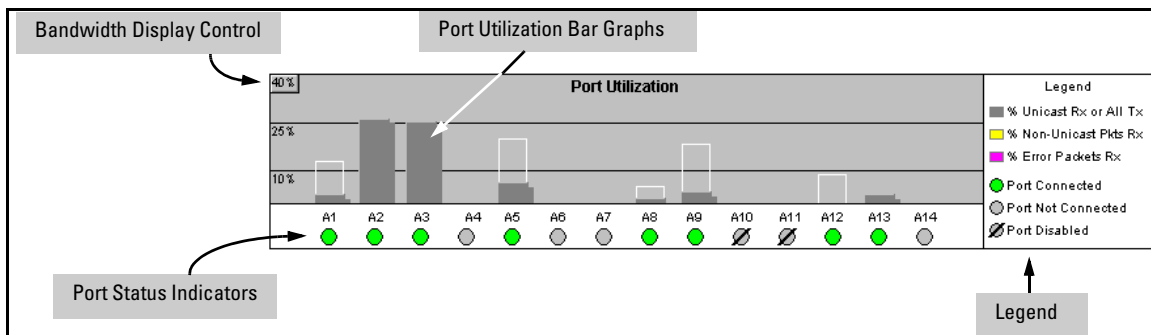 Bandwidth Display Control
Port Utilization Bar Graphs
40%
Port Utilization
25%
10%
A1 A2 A3 A4 A5 A6 A7 A8 A9 A10 A11 A12 A13 A14
Legend
% Unicast Rx or All Tx
% Non-Unicast Pkts Rx
% Error Packets Rx
Port Connected
Port Not Connected
Port Disabled
Port Status Indicators
Legend